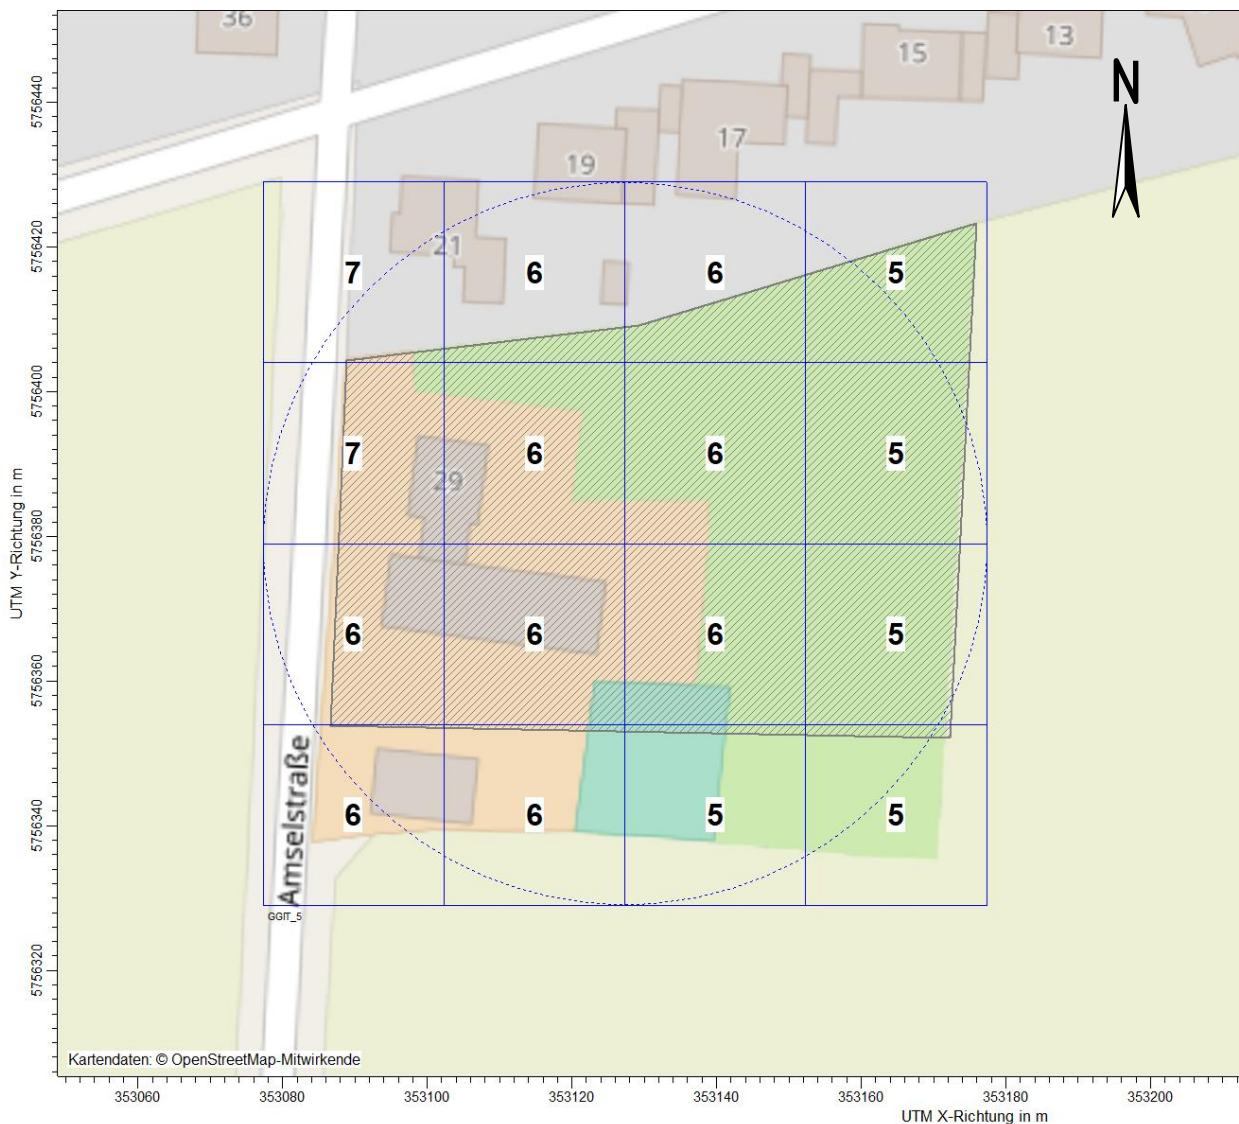 36
13
15
N
17
19
21
7 6 6 5
7 6 6 5
29
6 6 6 5
6 6 5 5
Amselstraße
GGIT_5
Kartendaten: © OpenStreetMap-Mitwirkende
5756440
5756420
5756400
5756380
5756360
5756340
5756320
UTM Y-Richtung in m
353060 353080 353100 353120 353140 353160 353180 353200
UTM X-Richtung in m